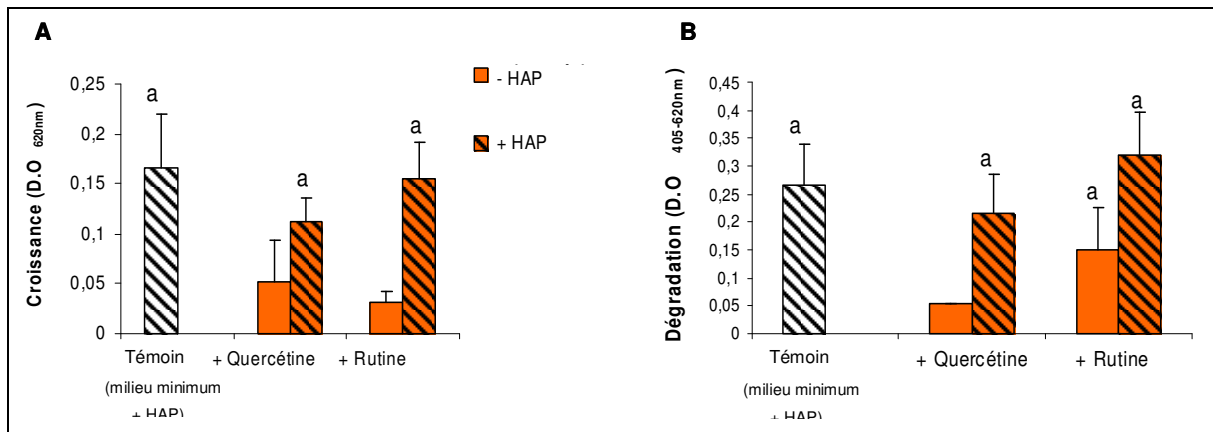 A
Croissance (D.O 620nm)
0,25
0,2
0,15
0,1
0,05
0
a
a
a
Témoin
(milieu minimum
+ HAP)
+ Quercétine
+ Rutine
- HAP
+ HAP
B
Dégradation (D.O 405-620nm)
0,45
0,4
0,35
0,3
0,25
0,2
0,15
0,1
0,05
0
a
a
a
a
Témoin
(milieu minimum
+ HAP)
+ Quercétine
+ Rutine